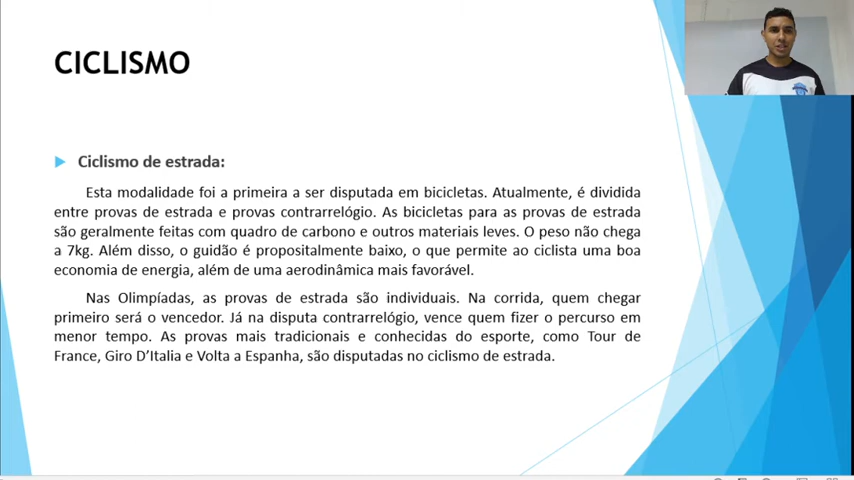 CICLISMO
Ciclismo de estrada:
Esta modalidade foi a primeira a ser disputada em bicicletas. Atualmente, é dividida
entre provas de estrada e provas contrarrelógio. As bicicletas para as provas de estrada
são geralmente feitas com quadro de carbono e outros materiais leves. O peso não chega
a 7kg. Além disso, o guidão é propositalmente baixo, o que permite ao ciclista uma boa
economia de energia, além de uma aerodinâmica mais favorável.
Nas Olimpíadas, as provas de estrada são individuais. Na corrida, quem chegar
primeiro será o vencedor. Já na disputa contrarrelógio, vence quem fizer o percurso em
menor tempo. As provas mais tradicionais e conhecidas do esporte, como Tour de
France, Giro D’Italia e Volta a Espanha, são disputadas no ciclismo de estrada.